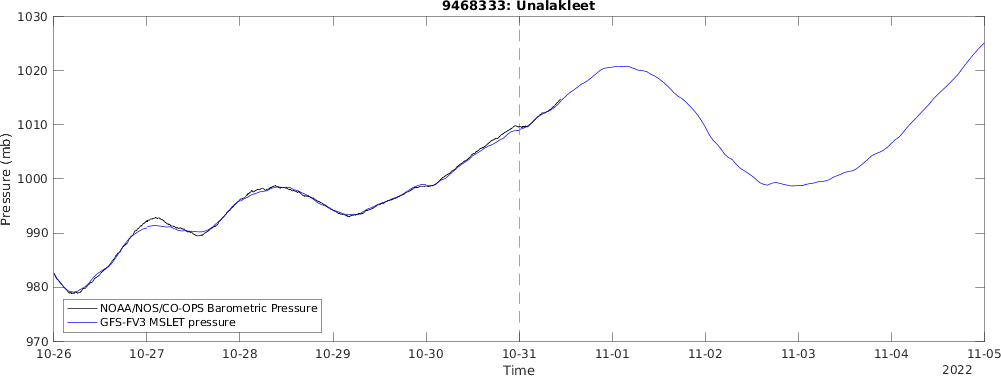 9468333: Unalakleet
1030
1020
1010
1000
990
980
970
Pressure (mb)
NOAA/NOS/CO-OPS Barometric Pressure
GFS-FV3 MSLET pressure
10-26 10-27 10-28 10-29 10-30 10-31 11-01 11-02 11-03 11-04 11-05
Time
2022